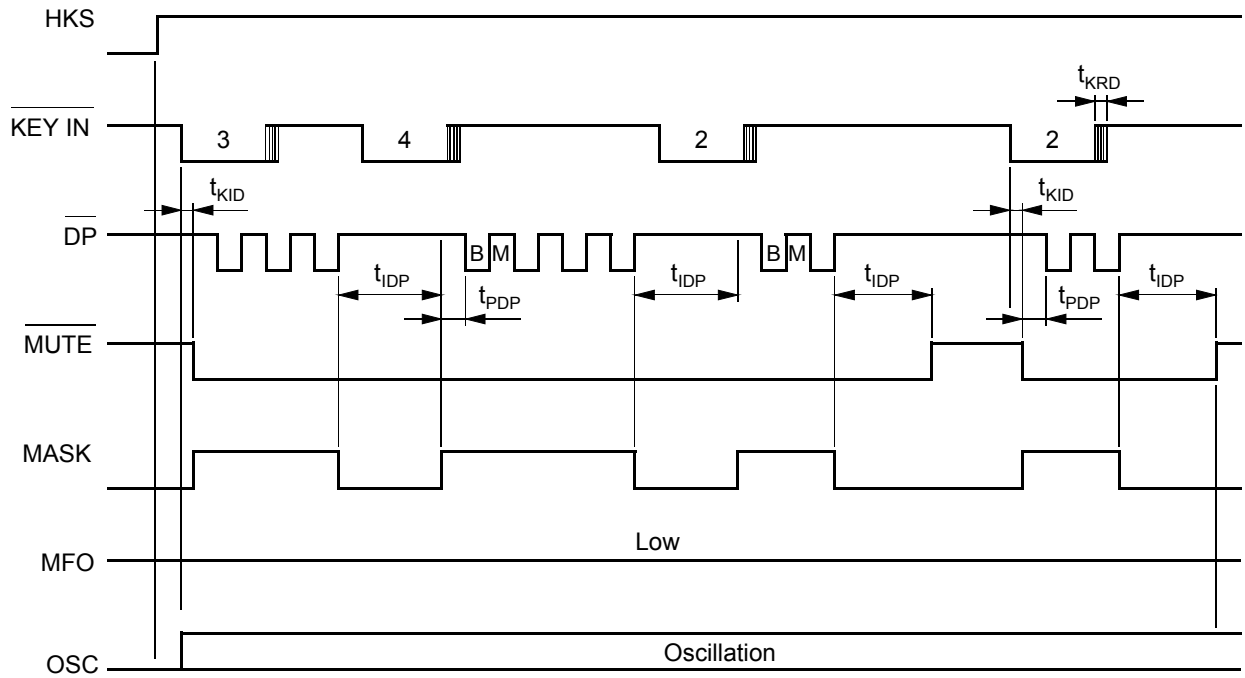 HKS
tKRD
KEY IN
3
4
2
2
tKID
tKID
DP
B
M
B
M
tIDP
tIDP
tIDP
tIDP
tPDP
tPDP
MUTE
MASK
Low
MFO
Oscillation
OSC